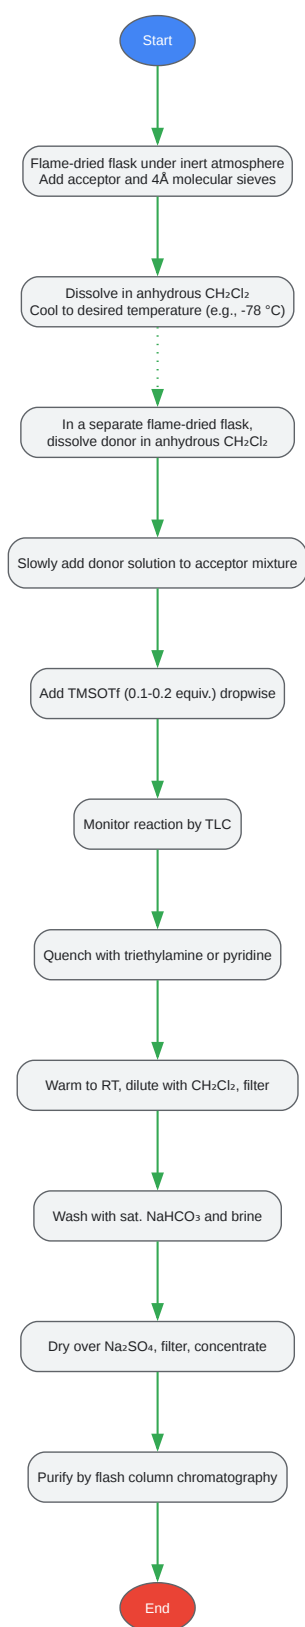 Start
Flame-dried flask under inert atmosphere
Add acceptor and 4Å molecular sieves
Dissolve in anhydrous CH₂Cl₂
Cool to desired temperature (e.g., -78 °C)
In a separate flame-dried flask,
dissolve donor in anhydrous CH₂Cl₂
Slowly add donor solution to acceptor mixture
Add TMSOTf (0.1-0.2 equiv.) dropwise
Monitor reaction by TLC
Quench with triethylamine or pyridine
Warm to RT, dilute with CH₂Cl₂, filter
Wash with sat. NaHCO₃ and brine
Dry over Na₂SO₄, filter, concentrate
Purify by flash column chromatography
End